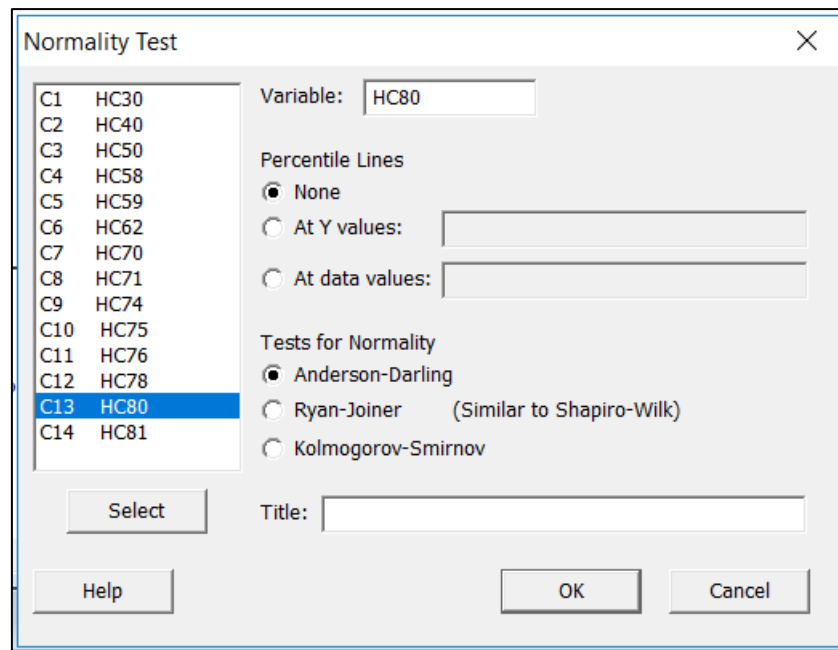 Normality Test
C1 HC30
C2 HC40
C3 HC50
C4 HC58
C5 HC59
C6 HC62
C7 HC70
C8 HC71
C9 HC74
C10 HC75
C11 HC76
C12 HC78
C13 HC80
C14 HC81
Select
Help
Variable: HC80
Percentile Lines
None
At Y values:
At data values:
Tests for Normality
Anderson-Darling
Ryan-Joiner (Similar to Shapiro-Wilk)
Kolmogorov-Smirnov
Title:
OK Cancel